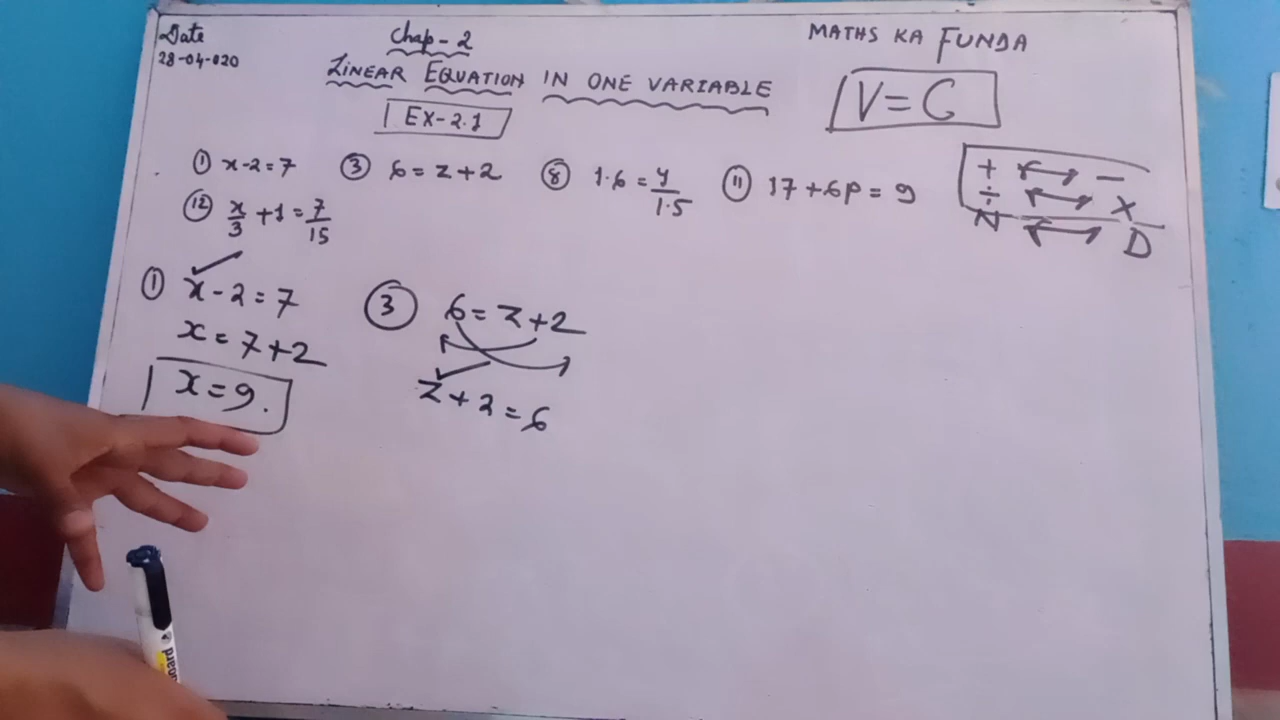 Date
28-04-020
Chap-2
LINEAR EQUATION IN ONE VARIABLE
EX-2.1
MATHS KA FUNDA
V=C
① x-2=7 ③ 6=z+2 ⑧ 1.6=y/1.5 ⑪ 17+6p=9
⑫ x/3+1=7/15
+ ↔ -
÷ ↔ X
N ↔ D
① x-2=7
x=7+2
x=9.
③ 6=z+2
z+2=6